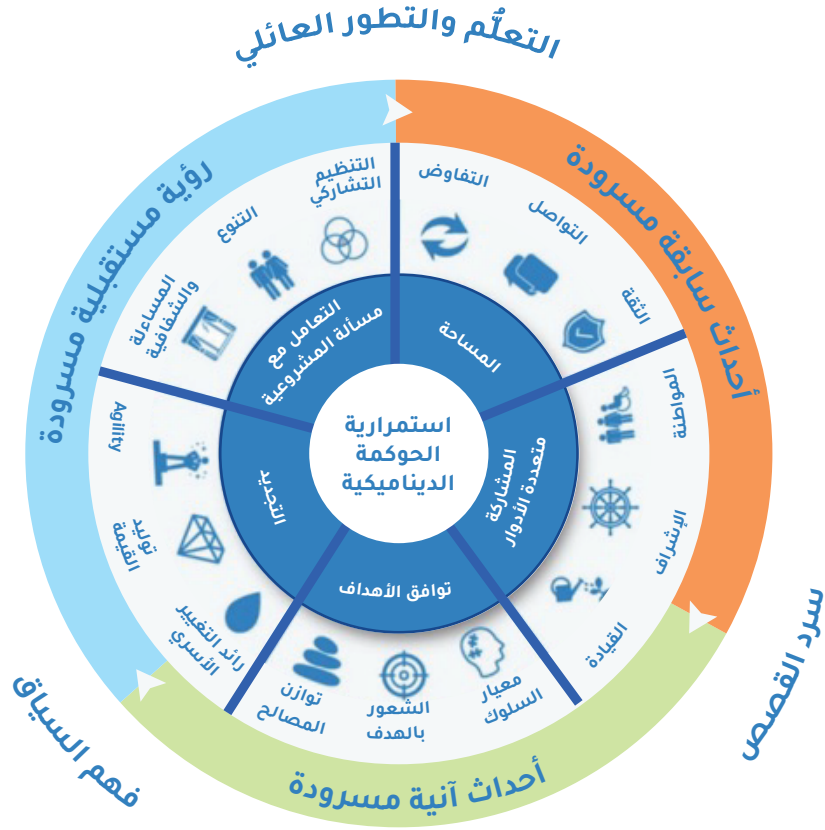 التعلُّم والتطور العائلي
سرد القصص
فهم السياق
أحداث سابقة مسرودة
أحداث آنية مسرودة
رؤية مستقبلية مسرودة
التفاوض
التواصل
الثقة
المواطنة
الإشراف
القيادة
معيار
السلوك
الشعور
بالهدف
توازن
المصالح
رائد التغيير
الأسري
توليد
القيمة
Agility
المساءلة
والشفافية
التنوع
التنظيم
التشاركي
المساحة
المشاركة
متعددة الأدوار
توافق الأهداف
التجديد
التعامل مع
مسألة المشروعية
استمرارية
الحوكمة
الديناميكية